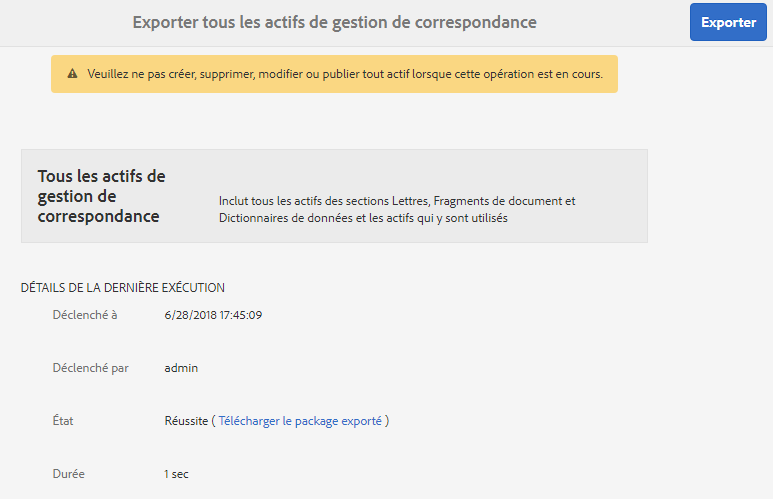 Exporter tous les actifs de gestion de correspondance
Exporter
Veuillez ne pas créer, supprimer, modifier ou publier tout actif lorsque cette opération est en cours.
Tous les actifs de
gestion de
correspondance
Inclut tous les actifs des sections Lettres, Fragments de document et
Dictionnaires de données et les actifs qui y sont utilisés
DÉTAILS DE LA DERNIÈRE EXÉCUTION
Déclenché à 6/28/2018 17:45:09
Déclenché par admin
État Réussite ( Télécharger le package exporté )
Durée 1 sec